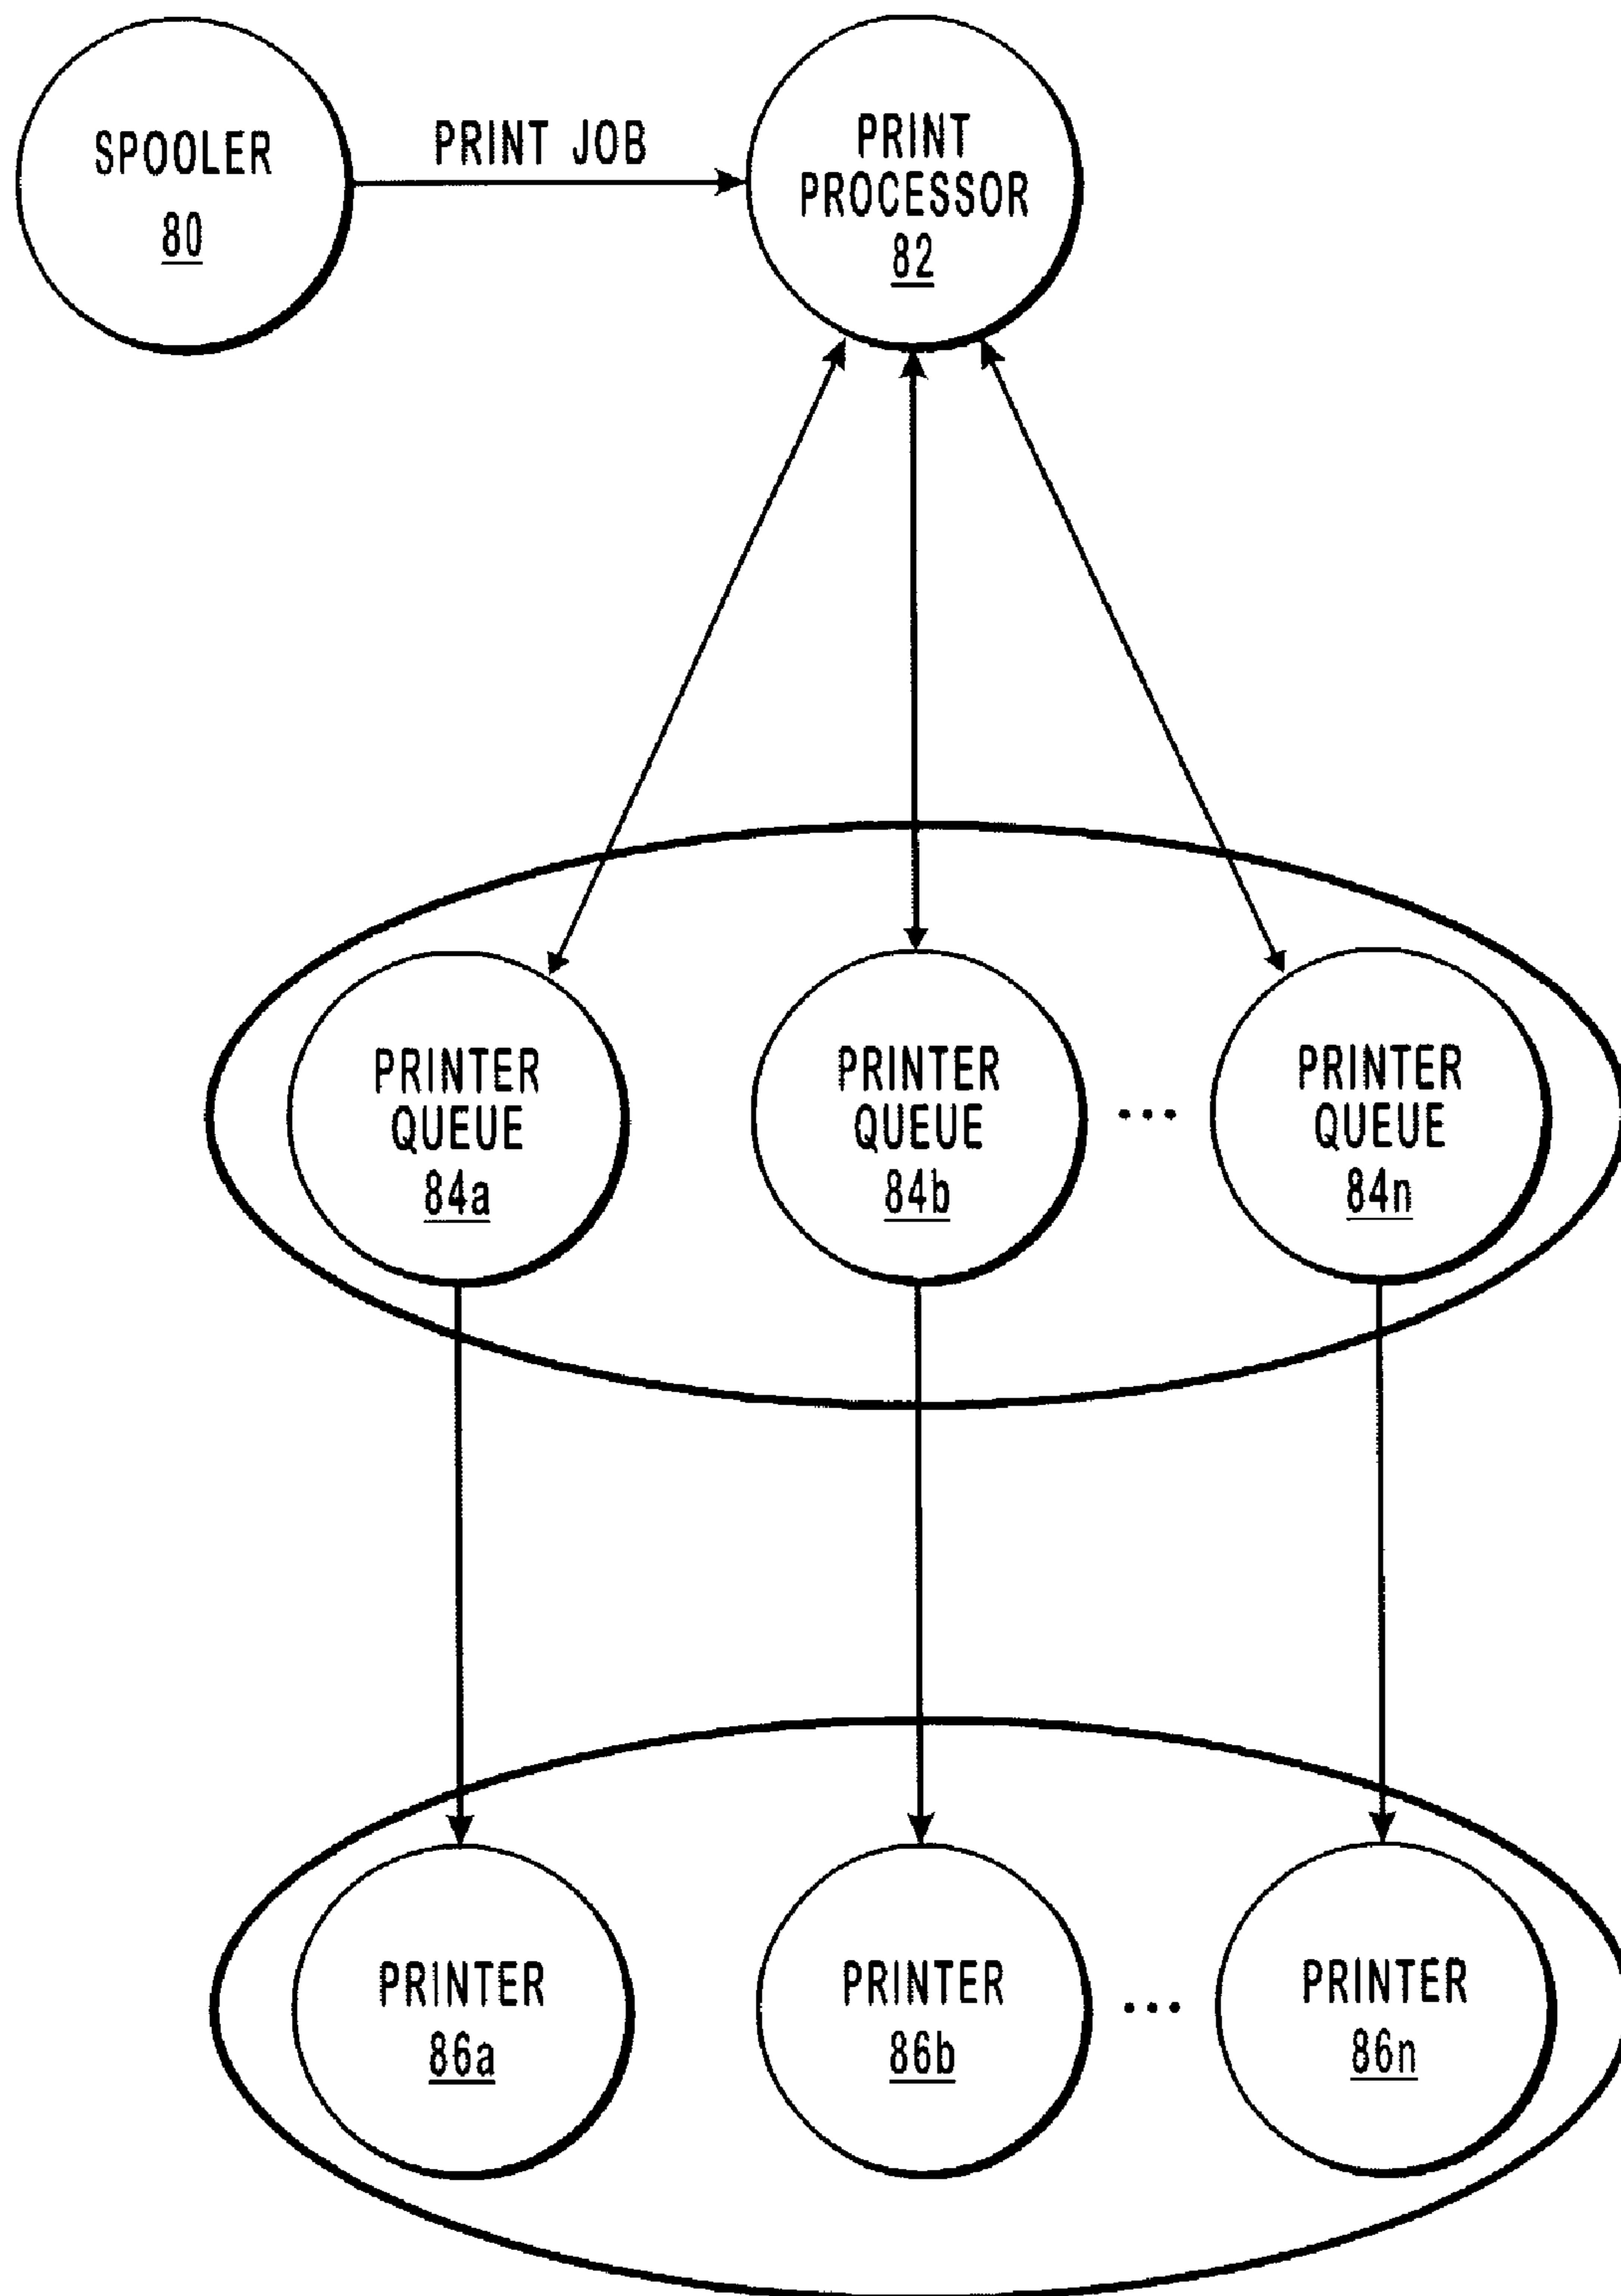 SPOOLER
80
PRINT JOB
PRINT
PROCESSOR
82
PRINTER
QUEUE
84a
PRINTER
QUEUE
84b
...
PRINTER
QUEUE
84n
PRINTER
86a
PRINTER
86b
...
PRINTER
86n